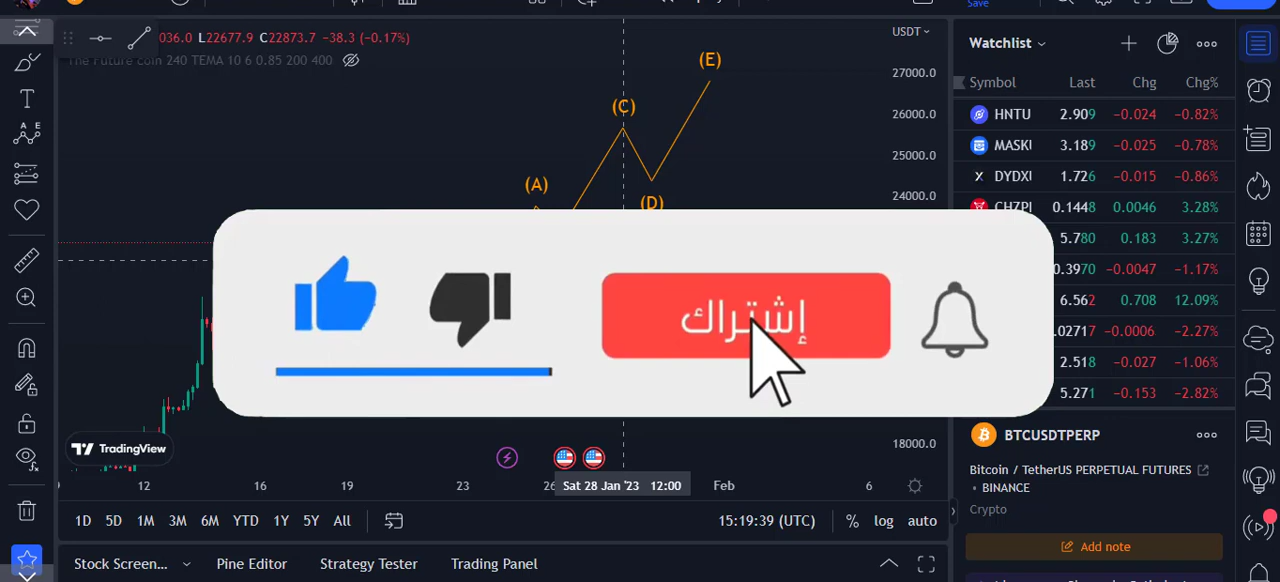 Save
036.0 L22677.9 C22873.7 −38.3 (−0.17%)
The Future coin 240 TEMA 10 6 0.85 200 400
USDT
27000.0
26000.0
25000.0
24000.0
18000.0
(A)
(C)
(D)
(E)
إشتراك
TradingView
12
16
19
23
26
Sat 28 Jan '23 12:00
Feb
6
1D 5D 1M 3M 6M YTD 1Y 5Y All
15:19:39 (UTC)
% log auto
Stock Screen... Pine Editor Strategy Tester Trading Panel
Watchlist
Symbol Last Chg Chg%
HNTU 2.909 −0.024 −0.82%
MASKI 3.189 −0.025 −0.78%
DYDXI 1.726 −0.015 −0.86%
CHZPI 0.1448 0.0046 3.28%
5.780 0.183 3.27%
.3970 −0.0047 −1.17%
6.562 0.708 12.09%
.02717 −0.0006 −2.27%
2.518 −0.027 −1.06%
5.271 −0.153 −2.82%
BTCUSDTPERP
Bitcoin / TetherUS PERPETUAL FUTURES
• BINANCE
Crypto
Add note